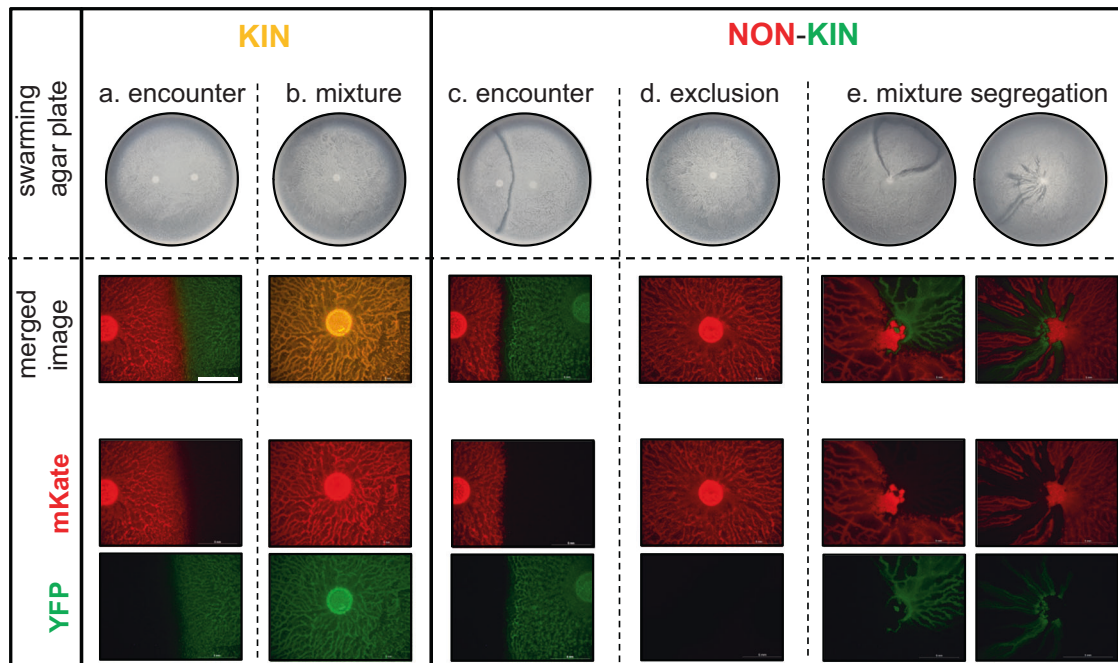 KIN
NON-KIN
a. encounter
b. mixture
c. encounter
d. exclusion
e. mixture segregation
swarming
agar plate
merged
image
mKate
YFP